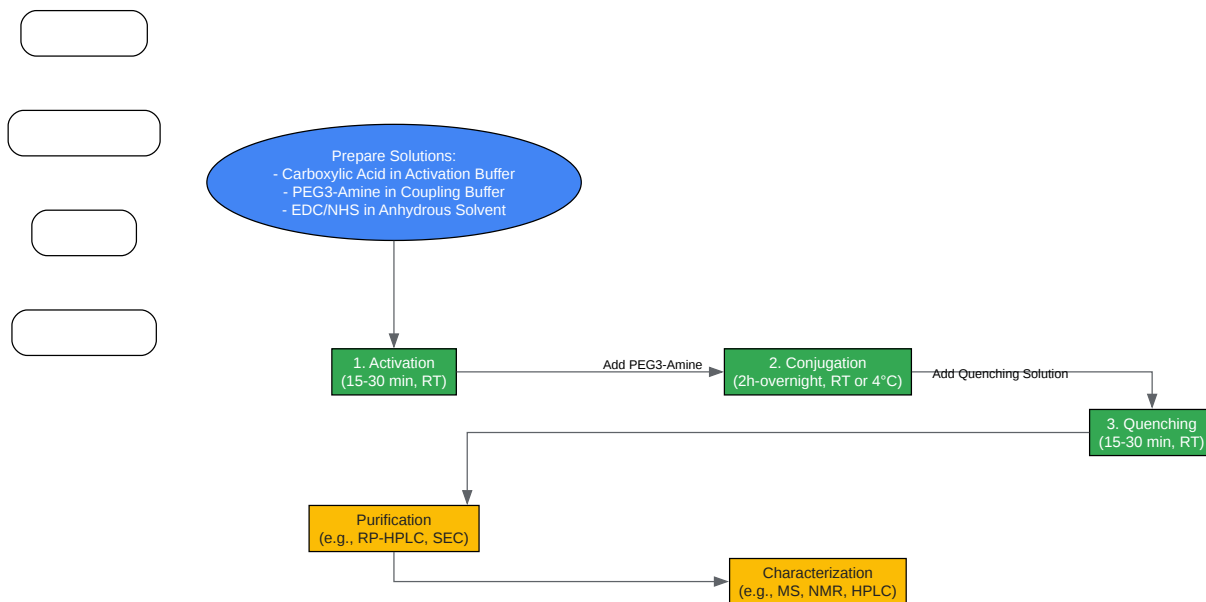 Prepare Solutions:
- Carboxylic Acid in Activation Buffer
- PEG3-Amine in Coupling Buffer
- EDC/NHS in Anhydrous Solvent
1. Activation
(15-30 min, RT)
Add PEG3-Amine
2. Conjugation
(2h-overnight, RT or 4°C)
Add Quenching Solution
3. Quenching
(15-30 min, RT)
Purification
(e.g., RP-HPLC, SEC)
Characterization
(e.g., MS, NMR, HPLC)